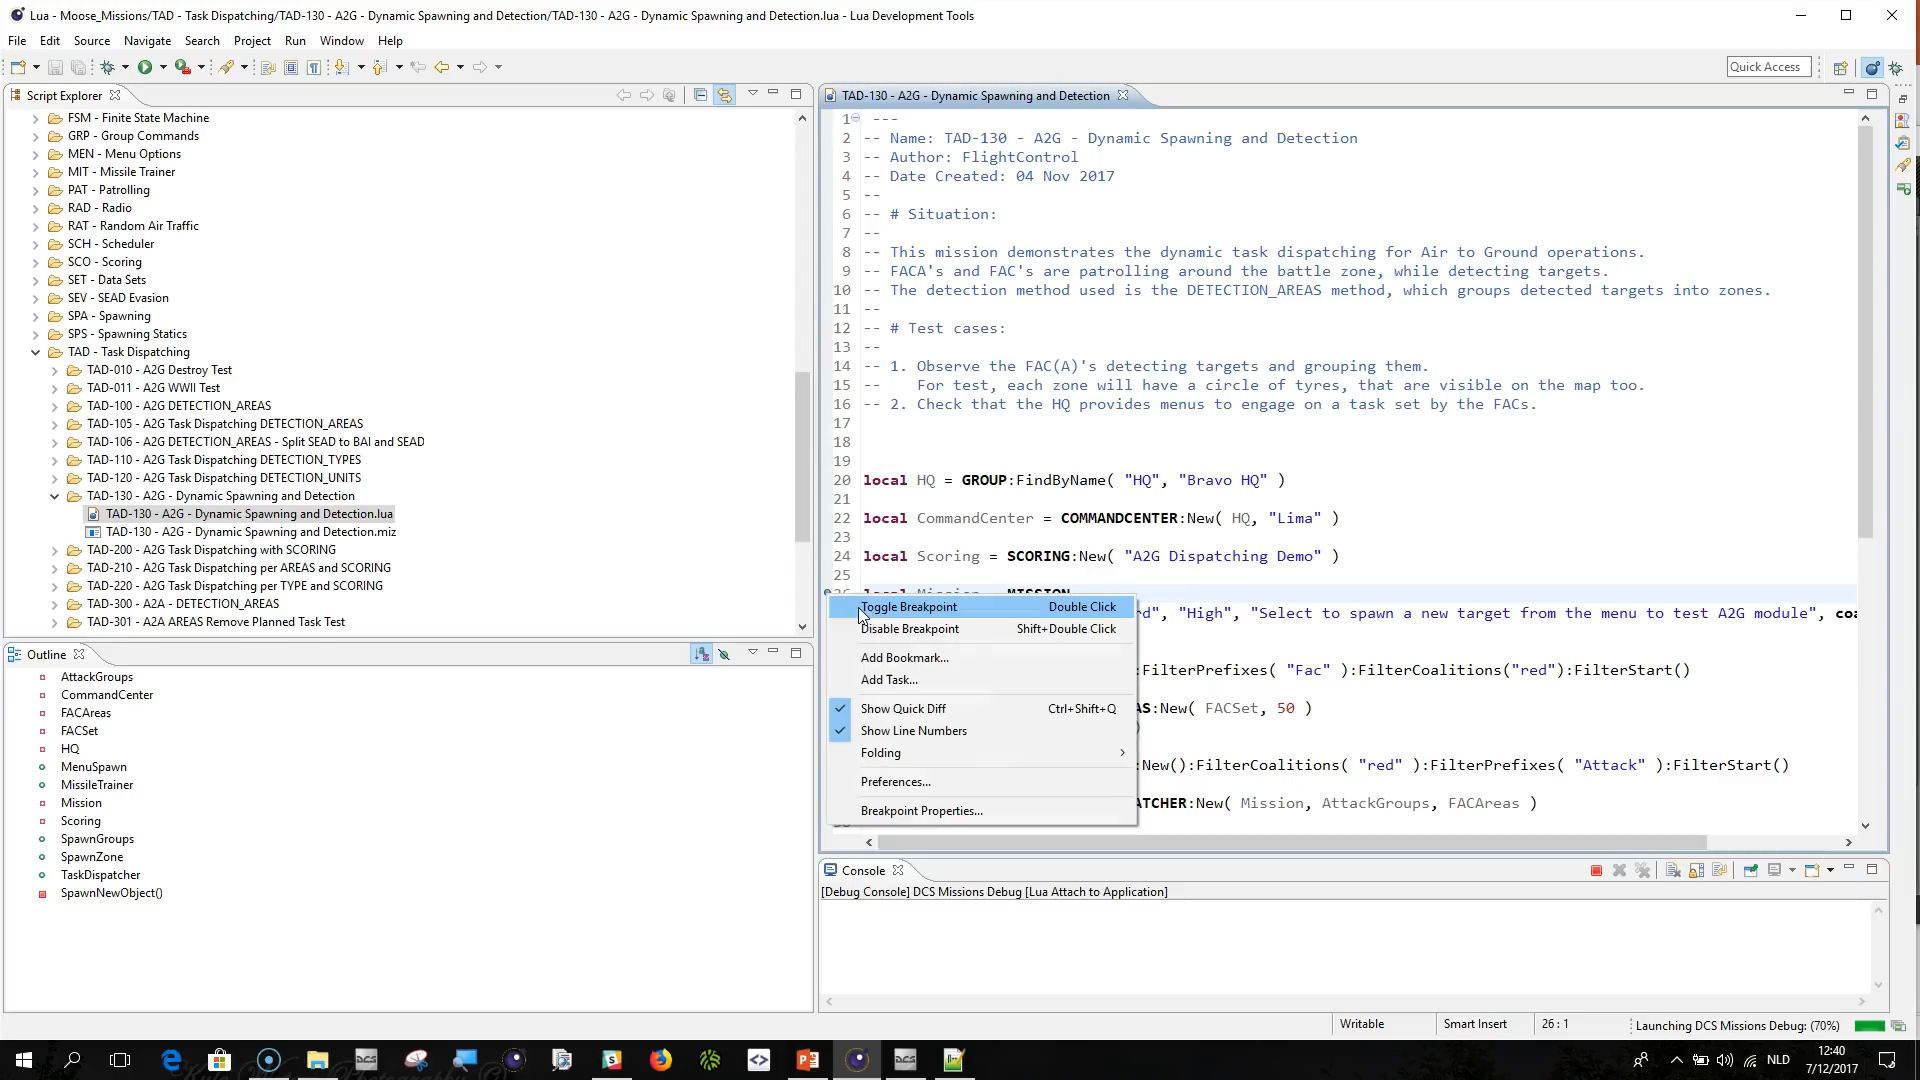 Lua - Moose_Missions/TAD - Task Dispatching/TAD-130 - A2G - Dynamic Spawning and Detection/TAD-130 - A2G - Dynamic Spawning and Detection.lua - Lua Development Tools
File Edit Source Navigate Search Project Run Window Help
Quick Access
Script Explorer
FSM - Finite State Machine
GRP - Group Commands
MEN - Menu Options
MIT - Missile Trainer
PAT - Patrolling
RAD - Radio
RAT - Random Air Traffic
SCH - Scheduler
SCO - Scoring
SET - Data Sets
SEV - SEAD Evasion
SPA - Spawning
SPS - Spawning Statics
TAD - Task Dispatching
TAD-010 - A2G Destroy Test
TAD-011 - A2G WWII Test
TAD-100 - A2G DETECTION_AREAS
TAD-105 - A2G Task Dispatching DETECTION_AREAS
TAD-106 - A2G DETECTION_AREAS - Split SEAD to BAI and SEAD
TAD-110 - A2G Task Dispatching DETECTION_TYPES
TAD-120 - A2G Task Dispatching DETECTION_UNITS
TAD-130 - A2G - Dynamic Spawning and Detection
TAD-130 - A2G - Dynamic Spawning and Detection.lua
TAD-130 - A2G - Dynamic Spawning and Detection.miz
TAD-200 - A2G Task Dispatching with SCORING
TAD-210 - A2G Task Dispatching per AREAS and SCORING
TAD-220 - A2G Task Dispatching per TYPE and SCORING
TAD-300 - A2A - DETECTION_AREAS
TAD-301 - A2A AREAS Remove Planned Task Test
Outline
AttackGroups
CommandCenter
FACAreas
FACSet
HQ
MenuSpawn
MissileTrainer
Mission
Scoring
SpawnGroups
SpawnZone
TaskDispatcher
SpawnNewObject()
TAD-130 - A2G - Dynamic Spawning and Detection
1 ---
2 -- Name: TAD-130 - A2G - Dynamic Spawning and Detection
3 -- Author: FlightControl
4 -- Date Created: 04 Nov 2017
5 --
6 -- # Situation:
7 --
8 -- This mission demonstrates the dynamic task dispatching for Air to Ground operations.
9 -- FACA's and FAC's are patrolling around the battle zone, while detecting targets.
10 -- The detection method used is the DETECTION_AREAS method, which groups detected targets into zones.
11 --
12 -- # Test cases:
13 --
14 -- 1. Observe the FAC(A)'s detecting targets and grouping them.
15 -- For test, each zone will have a circle of tyres, that are visible on the map too.
16 -- 2. Check that the HQ provides menus to engage on a task set by the FACs.
17
18
19
20 local HQ = GROUP:FindByName( "HQ", "Bravo HQ" )
21
22 local CommandCenter = COMMANDCENTER:New( HQ, "Lima" )
23
24 local Scoring = SCORING:New( "A2G Dispatching Demo" )
25
26 local Mission = MISSION
rd", "High", "Select to spawn a new target from the menu to test A2G module", coa
:FilterPrefixes( "Fac" ):FilterCoalitions("red"):FilterStart()
AS:New( FACSet, 50 )
)
New():FilterCoalitions( "red" ):FilterPrefixes( "Attack" ):FilterStart()
ATCHER:New( Mission, AttackGroups, FACAreas )
Toggle Breakpoint Double Click
Disable Breakpoint Shift+Double Click
Add Bookmark...
Add Task...
Show Quick Diff Ctrl+Shift+Q
Show Line Numbers
Folding
Preferences...
Breakpoint Properties...
Console
[Debug Console] DCS Missions Debug [Lua Attach to Application]
Writable Smart Insert 26 : 1 Launching DCS Missions Debug: (70%)
NLD
12:40
7/12/2017